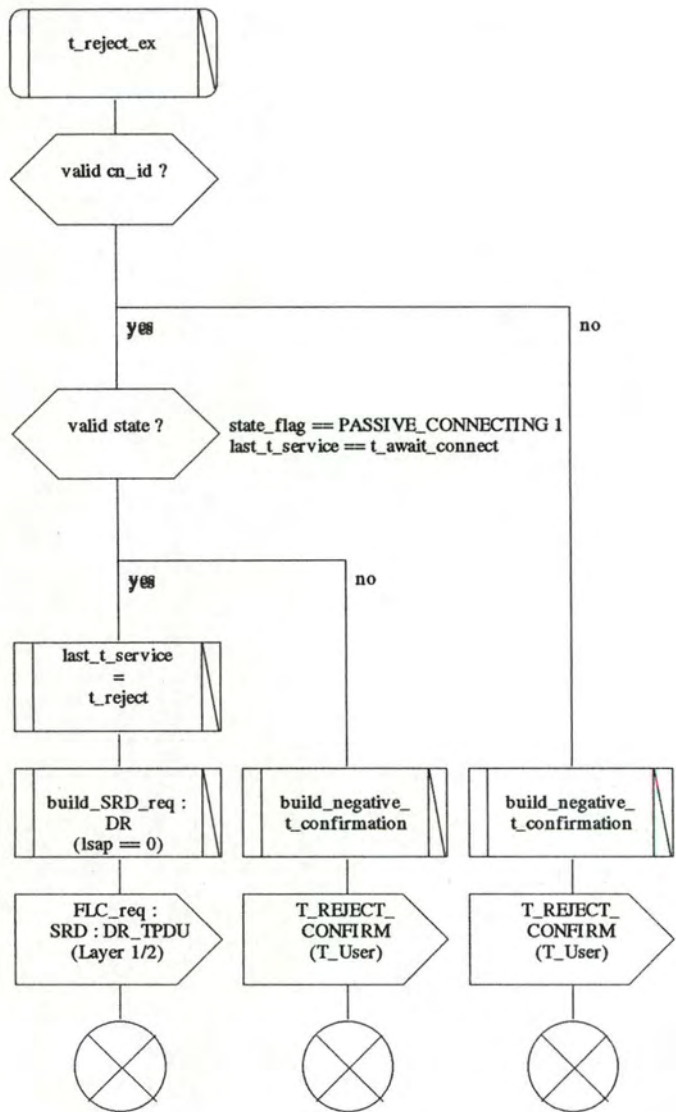 t_reject_ex
valid cn_id ?
yes
no
valid state ?
state_flag == PASSIVE_CONNECTING 1
last_t_service == t_await_connect
yes
no
last_t_service
=
t_reject
build_SRD_req :
DR
(lsap == 0)
build_negative_
t_confirmation
build_negative_
t_confirmation
FLC_req :
SRD : DR_TPDU
(Layer 1/2)
T_REJECT_
CONFIRM
(T_User)
T_REJECT_
CONFIRM
(T_User)